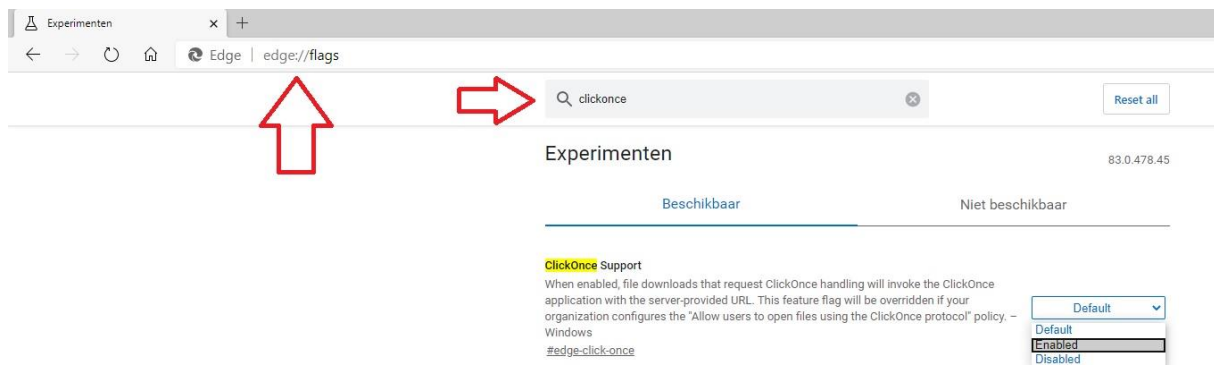 Experimenten
Edge | edge://flags
clickonce
Reset all
Experimenten
83.0.478.45
Beschikbaar
Niet beschikbaar
ClickOnce Support
When enabled, file downloads that request ClickOnce handling will invoke the ClickOnce
application with the server-provided URL. This feature flag will be overridden if your
organization configures the "Allow users to open files using the ClickOnce protocol" policy. –
Windows
#edge-click-once
Default
Default
Enabled
Disabled